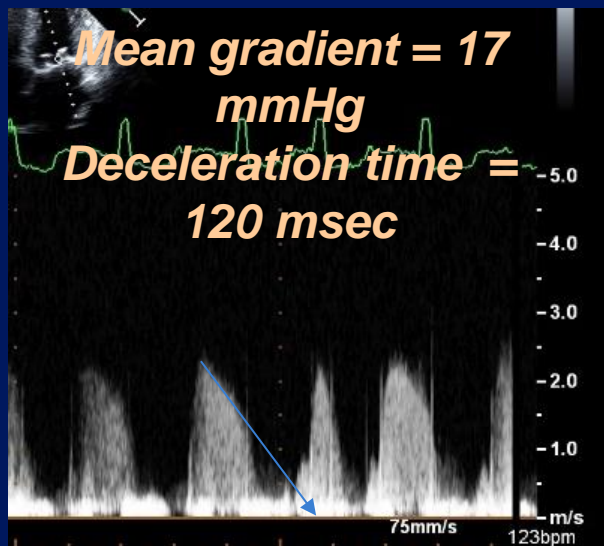 Mean gradient = 17
mmHg
Deceleration time =
120 msec
-5.0
-4.0
-3.0
-2.0
-1.0
-m/s
75mm/s
123bpm